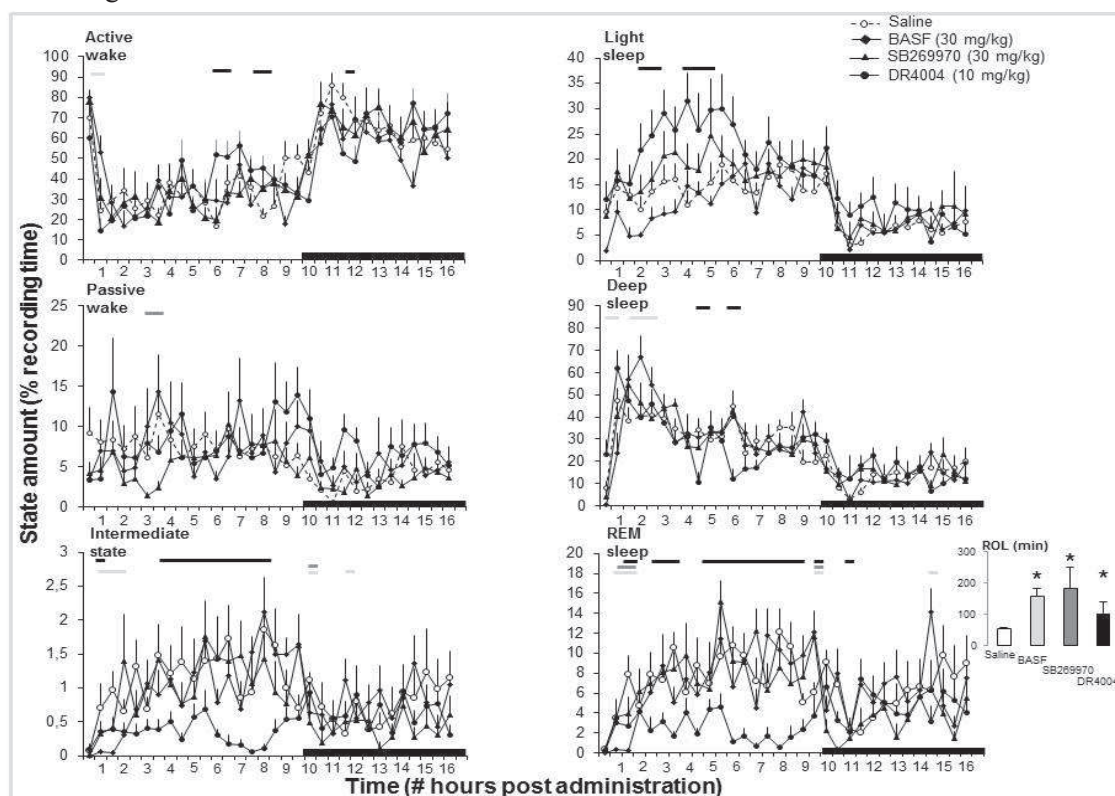 Active
wake
100
90
80
70
60
50
40
30
20
10
0
1 2 3 4 5 6 7 8 9 10 11 12 13 14 15 16
Light
sleep
40
35
30
25
20
15
10
5
0
1 2 3 4 5 6 7 8 9 10 11 12 13 14 15 16
Saline
BASF (30 mg/kg)
SB269970 (30 mg/kg)
DR4004 (10 mg/kg)
Passive
wake
25
20
15
10
5
0
1 2 3 4 5 6 7 8 9 10 11 12 13 14 15 16
Deep
sleep
90
80
70
60
50
40
30
20
10
0
1 2 3 4 5 6 7 8 9 10 11 12 13 14 15 16
Intermediate
state
3
2,5
2
1,5
1
0,5
0
1 2 3 4 5 6 7 8 9 10 11 12 13 14 15 16
REM
sleep
20
18
16
14
12
10
8
6
4
2
0
1 2 3 4 5 6 7 8 9 10 11 12 13 14 15 16
ROL (min)
300
200
100
0
* * *
Saline
BASF
SB269970
DR4004
State amount (% recording time)
Time (# hours post administration)